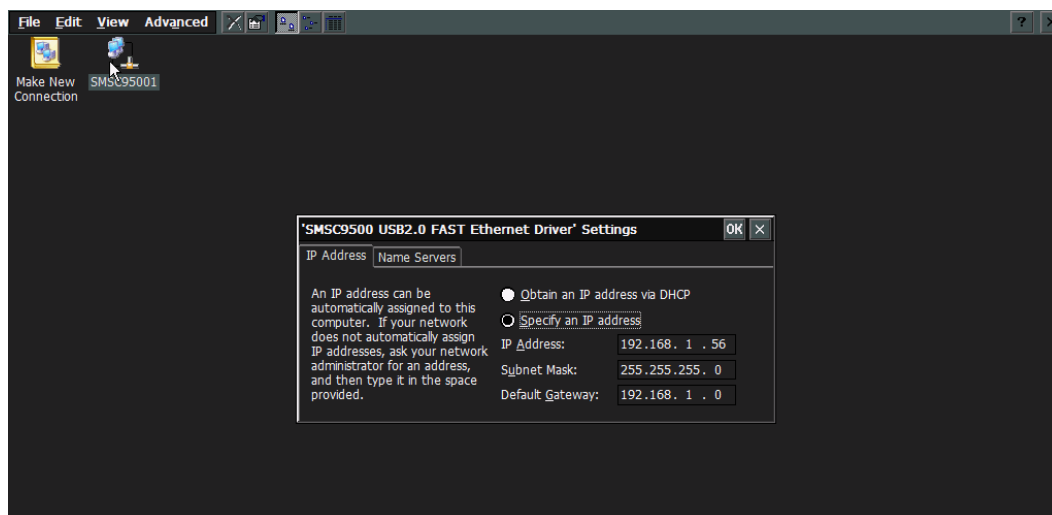 File Edit View Advanced ?
Make New
Connection
SMSC95001
'SMSC9500 USB2.0 FAST Ethernet Driver' Settings OK
IP Address Name Servers
An IP address can be
automatically assigned to this
computer. If your network
does not automatically assign
IP addresses, ask your network
administrator for an address,
and then type it in the space
provided.
Obtain an IP address via DHCP
Specify an IP address
IP Address: 192.168. 1 .56
Subnet Mask: 255.255.255. 0
Default Gateway: 192.168. 1 . 0